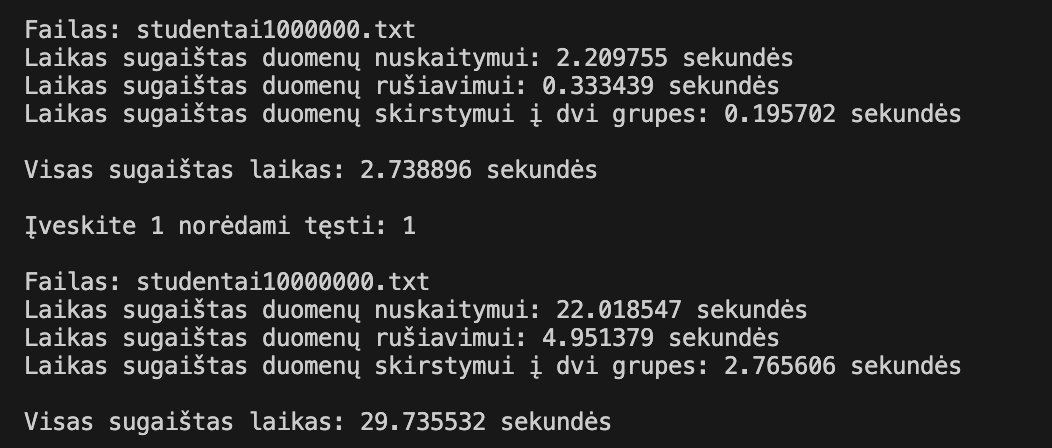 Failas: studentai1000000.txt
Laikas sugaištas duomenų nuskaitymui: 2.209755 sekundės
Laikas sugaištas duomenų rušiavimui: 0.333439 sekundės
Laikas sugaištas duomenų skirstymui į dvi grupes: 0.195702 sekundės
Visas sugaištas laikas: 2.738896 sekundės
Įveskite 1 norėdami tęsti: 1
Failas: studentai10000000.txt
Laikas sugaištas duomenų nuskaitymui: 22.018547 sekundės
Laikas sugaištas duomenų rušiavimui: 4.951379 sekundės
Laikas sugaištas duomenų skirstymui į dvi grupes: 2.765606 sekundės
Visas sugaištas laikas: 29.735532 sekundės